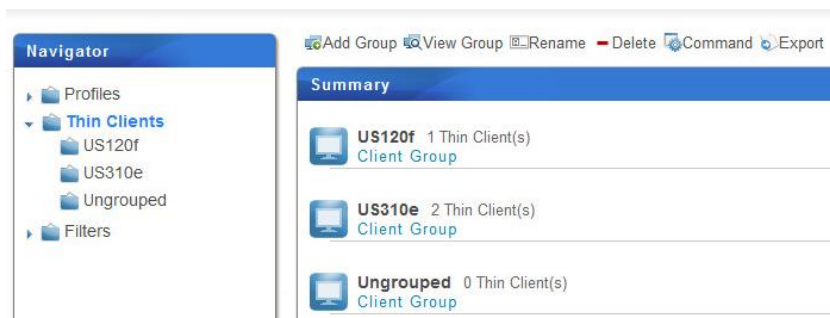 Navigator
Profiles
Thin Clients
US120f
US310e
Ungrouped
Filters
Add Group View Group Rename Delete Command Export
Summary
US120f 1 Thin Client(s)
Client Group
US310e 2 Thin Client(s)
Client Group
Ungrouped 0 Thin Client(s)
Client Group